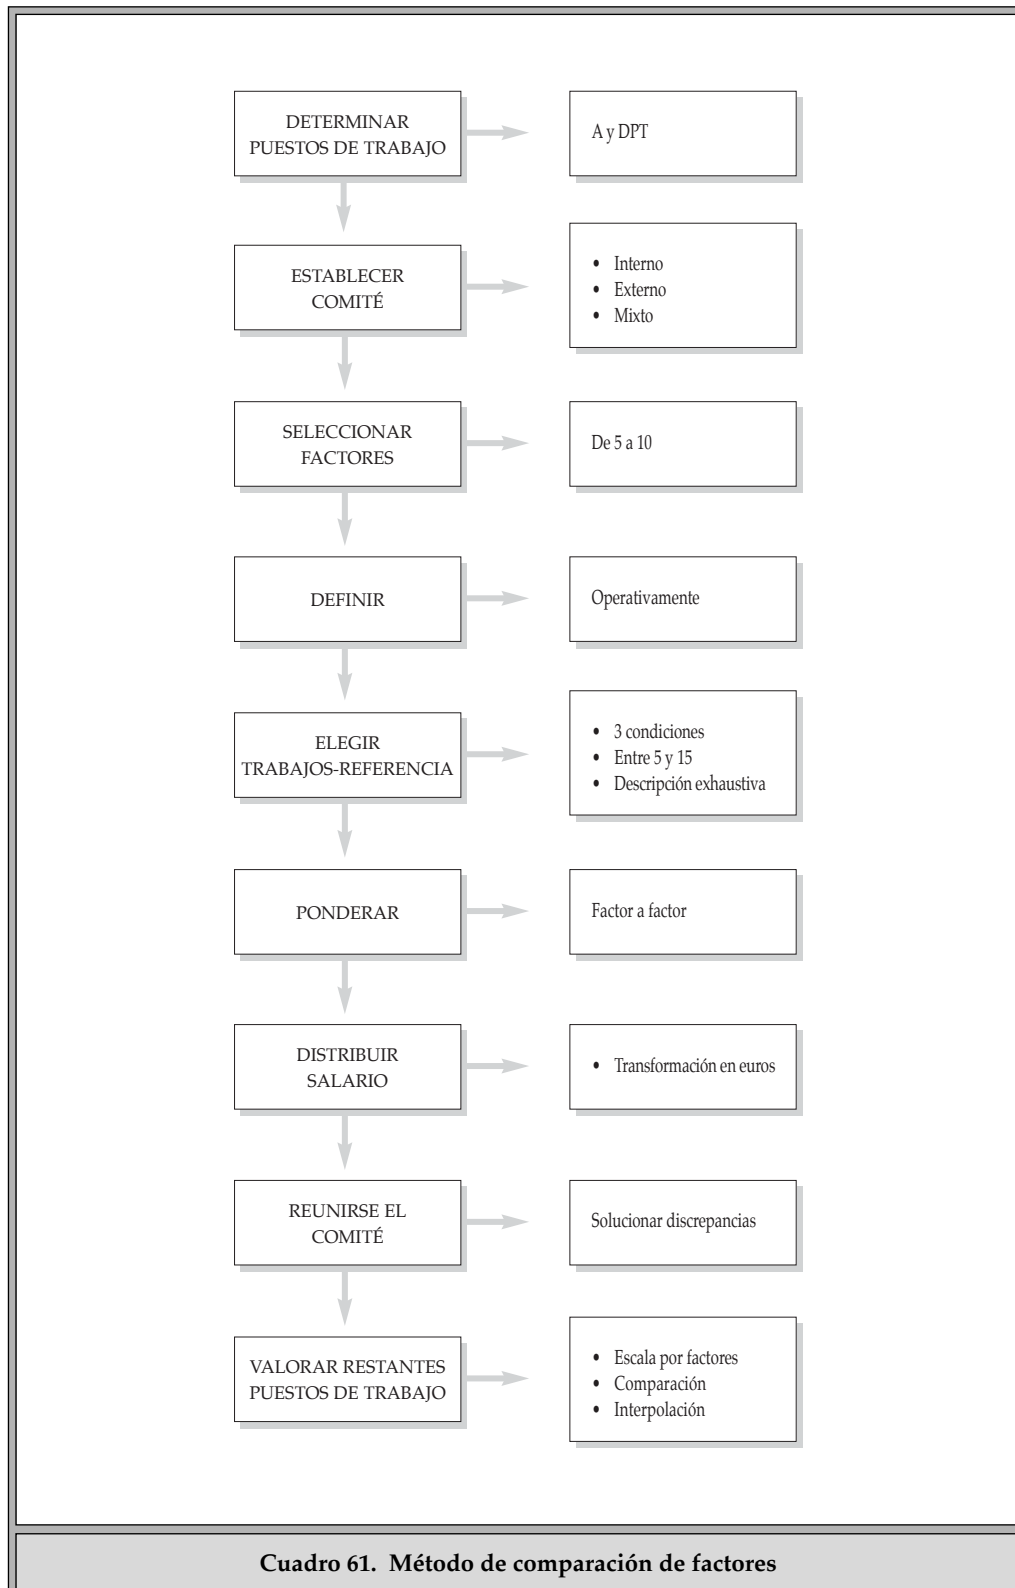 DETERMINAR
PUESTOS DE TRABAJO
A y DPT
ESTABLECER
COMITÉ
• Interno
• Externo
• Mixto
SELECCIONAR
FACTORES
De 5 a 10
DEFINIR
Operativamente
ELEGIR
TRABAJOS-REFERENCIA
• 3 condiciones
• Entre 5 y 15
• Descripción exhaustiva
PONDERAR
Factor a factor
DISTRIBUIR
SALARIO
• Transformación en euros
REUNIRSE EL
COMITÉ
Solucionar discrepancias
VALORAR RESTANTES
PUESTOS DE TRABAJO
• Escala por factores
• Comparación
• Interpolación
Cuadro 61. Método de comparación de factores